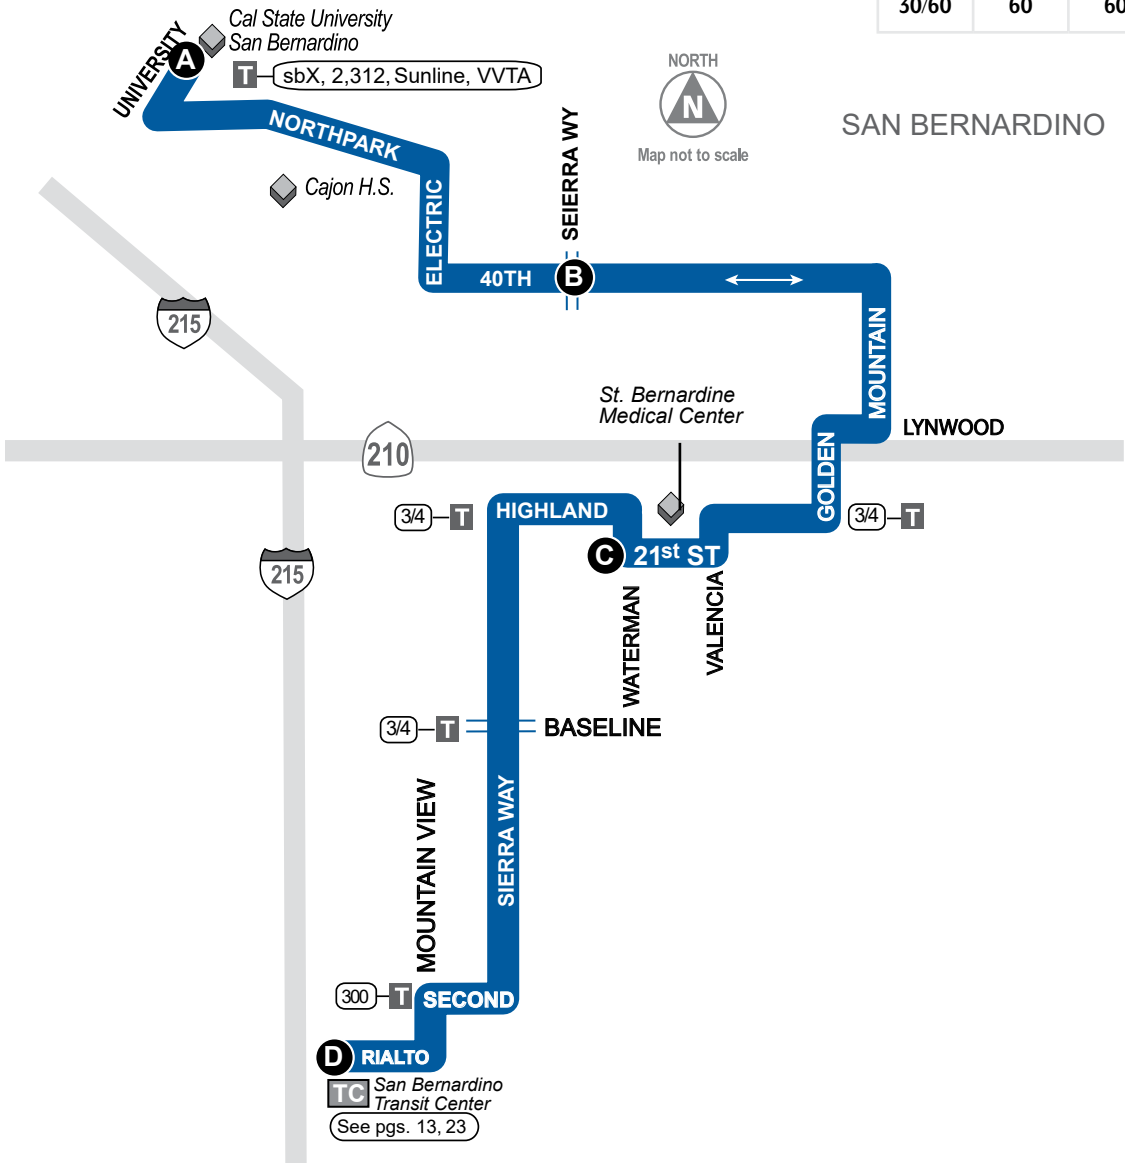 30/60 60 60
Cal State University
San Bernardino
UNIVERSITY
A
T
sbX, 2,312, Sunline, VVTA
NORTH
N
Map not to scale
SAN BERNARDINO
NORTHPARK
Cajon H.S.
ELECTRIC
SEIERRA WY
40TH
B
215
MOUNTAIN
St. Bernardine
Medical Center
LYNWOOD
210
GOLDEN
3/4 T
HIGHLAND
3/4 T
C
21st ST
215
WATERMAN
VALENCIA
3/4 T
BASELINE
MOUNTAIN VIEW
SIERRA WAY
300 T
SECOND
D
RIALTO
TC
San Bernardino
Transit Center
See pgs. 13, 23